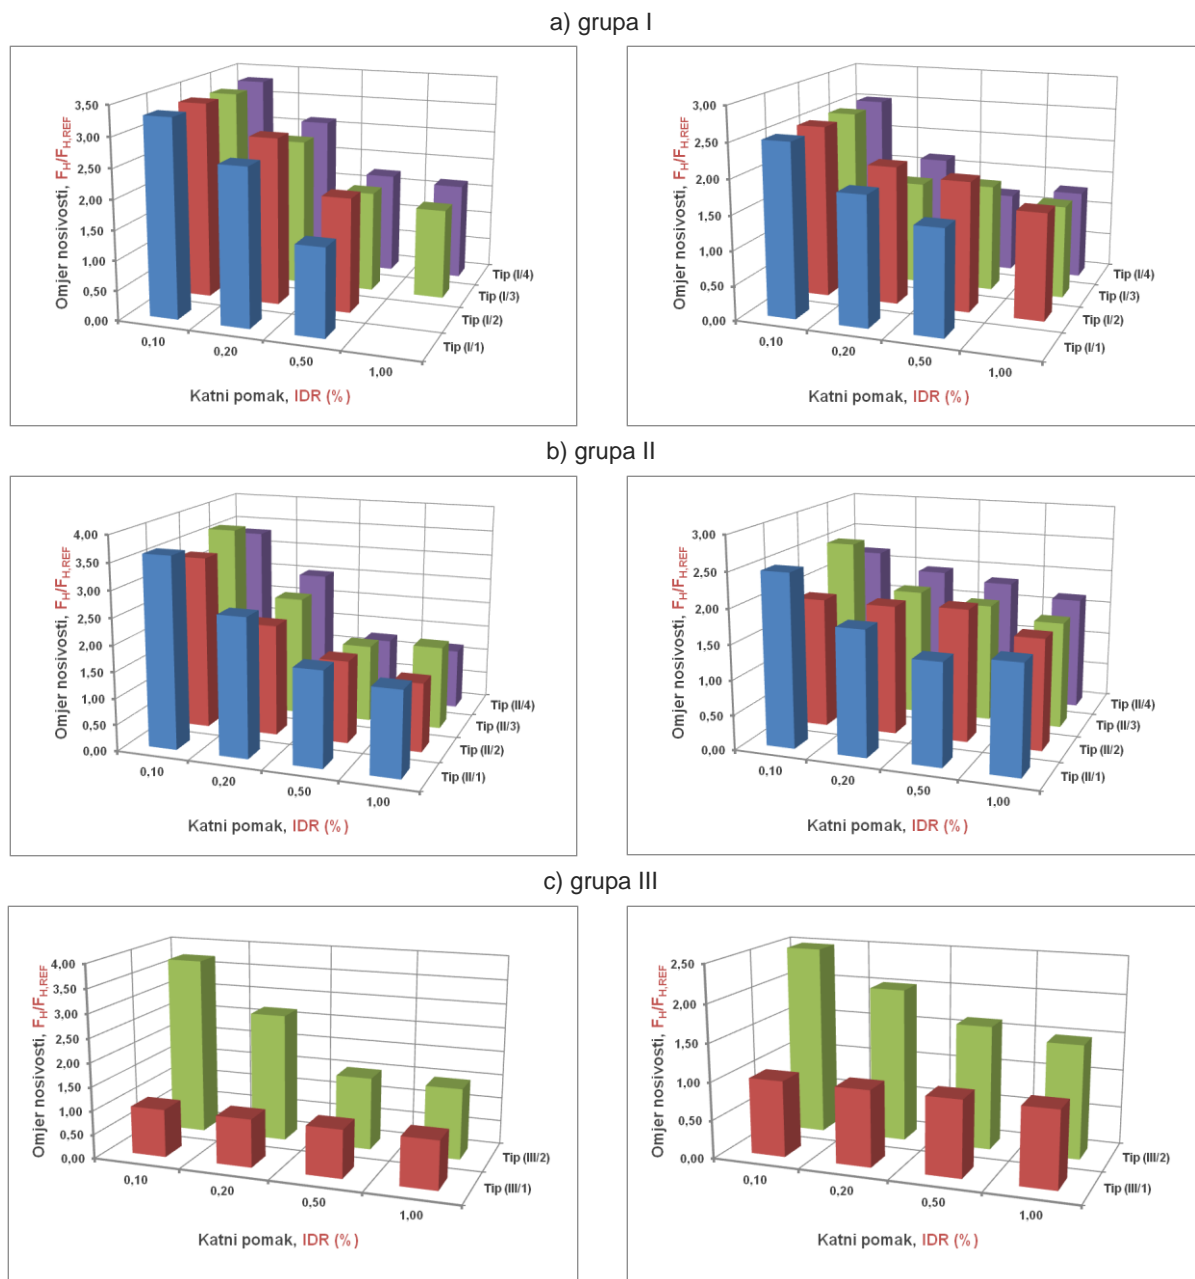 a) grupa I
Omjer nosivosti, F_H/F_H,REF
3,50
3,00
2,50
2,00
1,50
1,00
0,50
0,00
0,10
0,20
0,50
1,00
Tip (I/4)
Tip (I/3)
Tip (I/2)
Tip (I/1)
Katni pomak, IDR (%)
Omjer nosivosti, F_H/F_H,REF
3,00
2,50
2,00
1,50
1,00
0,50
0,00
0,10
0,20
0,50
1,00
Tip (I/4)
Tip (I/3)
Tip (I/2)
Tip (I/1)
Katni pomak, IDR (%)
b) grupa II
Omjer nosivosti, F_H/F_H,REF
4,00
3,50
3,00
2,50
2,00
1,50
1,00
0,50
0,00
0,10
0,20
0,50
1,00
Tip (II/4)
Tip (II/3)
Tip (II/2)
Tip (II/1)
Katni pomak, IDR (%)
Omjer nosivosti, F_H/F_H,REF
3,00
2,50
2,00
1,50
1,00
0,50
0,00
0,10
0,20
0,50
1,00
Tip (II/4)
Tip (II/3)
Tip (II/2)
Tip (II/1)
Katni pomak, IDR (%)
c) grupa III
Omjer nosivosti, F_H/F_H,REF
4,00
3,50
3,00
2,50
2,00
1,50
1,00
0,50
0,00
0,10
0,20
0,50
1,00
Tip (III/2)
Tip (III/1)
Katni pomak, IDR (%)
Omjer nosivosti, F_H/F_H,REF
2,50
2,00
1,50
1,00
0,50
0,00
0,10
0,20
0,50
1,00
Tip (III/2)
Tip (III/1)
Katni pomak, IDR (%)